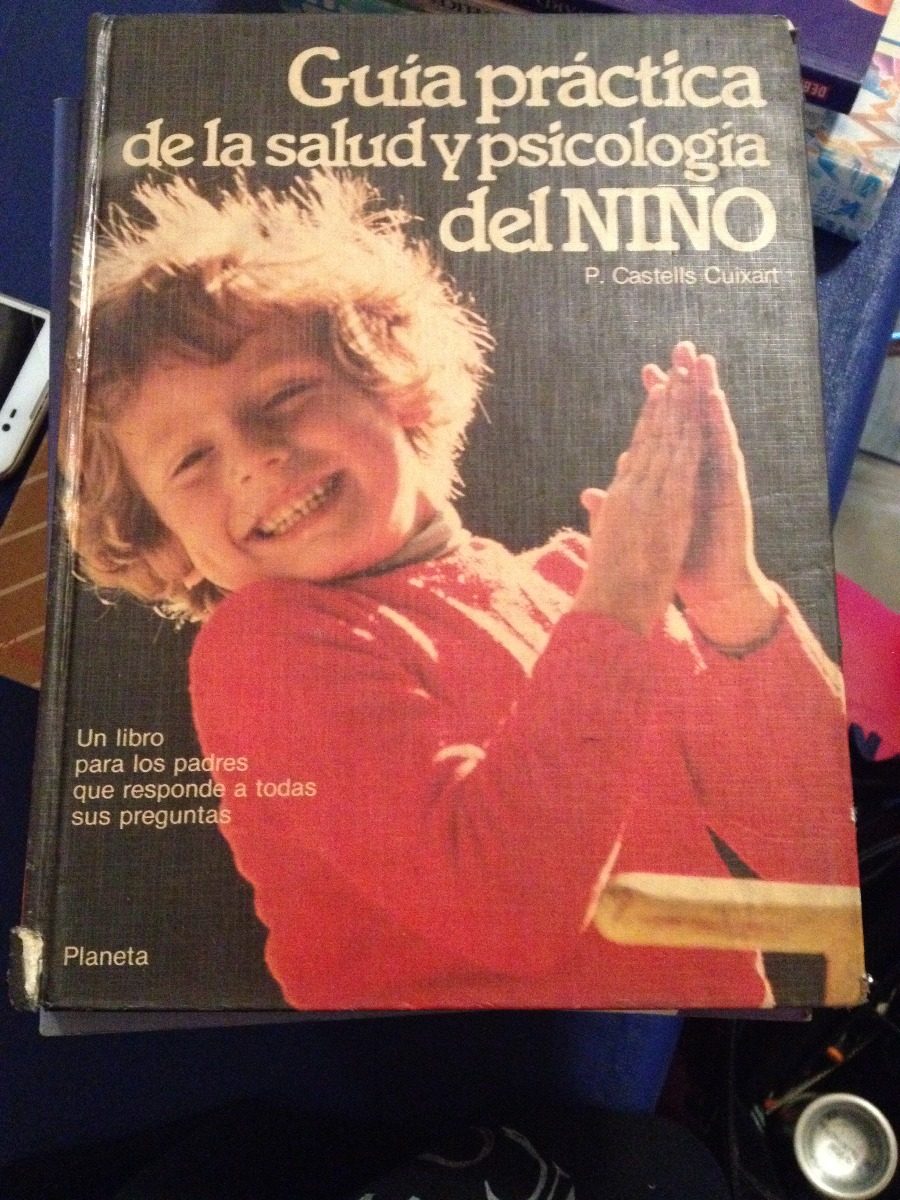 Guía práctica
de la salud y psicología
del NIÑO
P. Castells Cuixart
Un libro
para los padres
que responde a todas
sus preguntas
Planeta